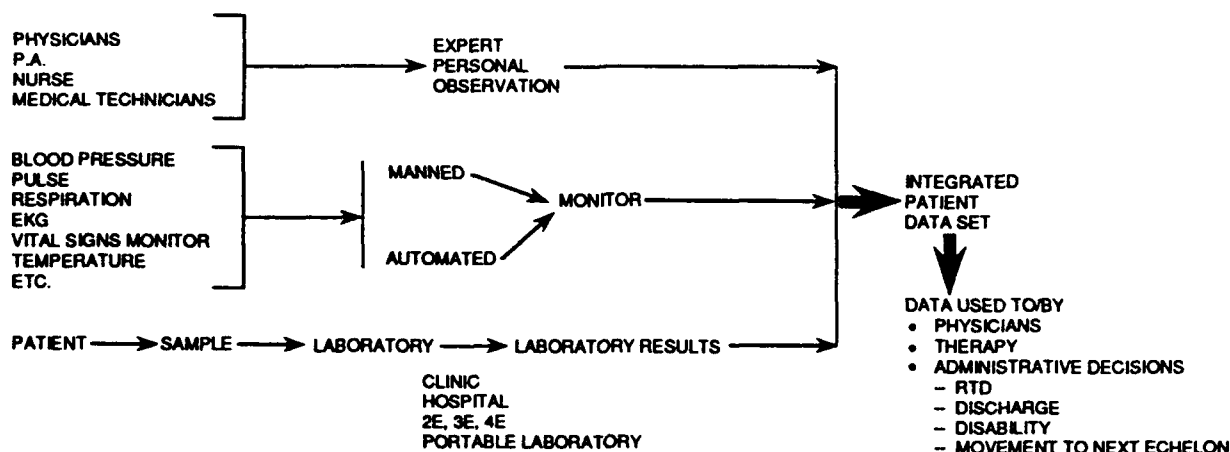 PHYSICIANS
P.A.
NURSE
MEDICAL TECHNICIANS
EXPERT
PERSONAL
OBSERVATION
BLOOD PRESSURE
PULSE
RESPIRATION
EKG
VITAL SIGNS MONITOR
TEMPERATURE
ETC.
MANNED
AUTOMATED
MONITOR
INTEGRATED
PATIENT
DATA SET
PATIENT
SAMPLE
LABORATORY
LABORATORY RESULTS
CLINIC
HOSPITAL
2E, 3E, 4E
PORTABLE LABORATORY
DATA USED TO/BY
• PHYSICIANS
• THERAPY
• ADMINISTRATIVE DECISIONS
– RTD
– DISCHARGE
– DISABILITY
– MOVEMENT TO NEXT ECHELON